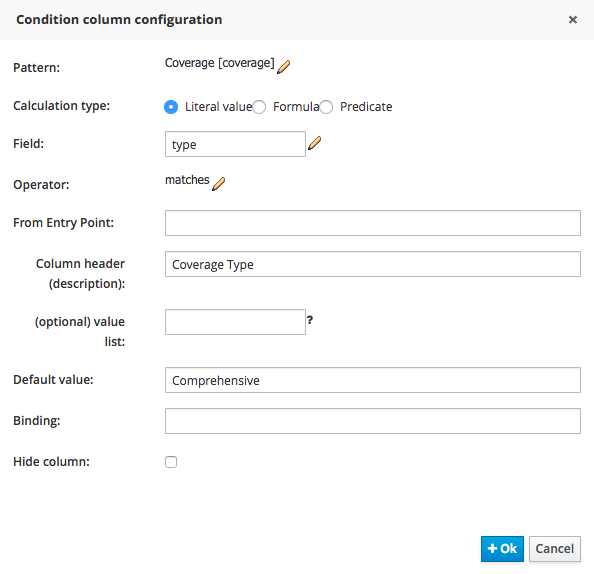 Condition column configuration ×
Pattern: Coverage [coverage]
Calculation type: Literal value Formula Predicate
Field: type
Operator: matches
From Entry Point:
Column header Coverage Type
(description):
(optional) value ?
list:
Default value: Comprehensive
Binding:
Hide column:
+ Ok Cancel